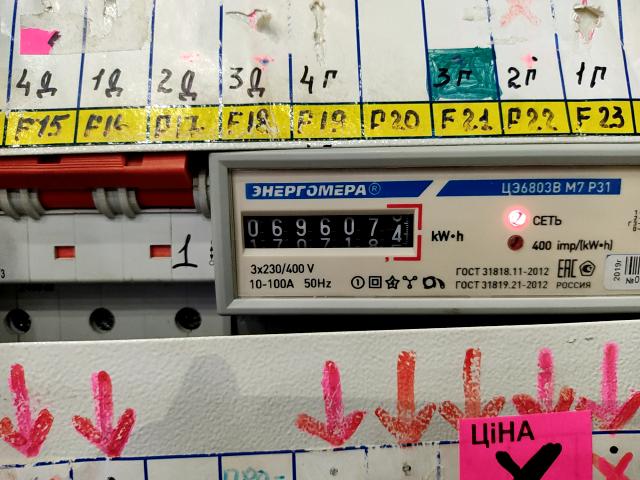 4д 1д 2д 3д 4г 3г 2г 1г
F15 F16 F17 F18 F19 F20 F21 F22 F23
ЭНЕРГОМЕРА®
ЦЭ6803В М7 Р31
0696074
kW•h
СЕТЬ
400 imp/(kW•h)
3x230/400 V
10-100A 50Hz
ГОСТ 31818.11-2012
ГОСТ 31819.21-2012
ЕАС
РОССИЯ
2019г
1
ЦіНА